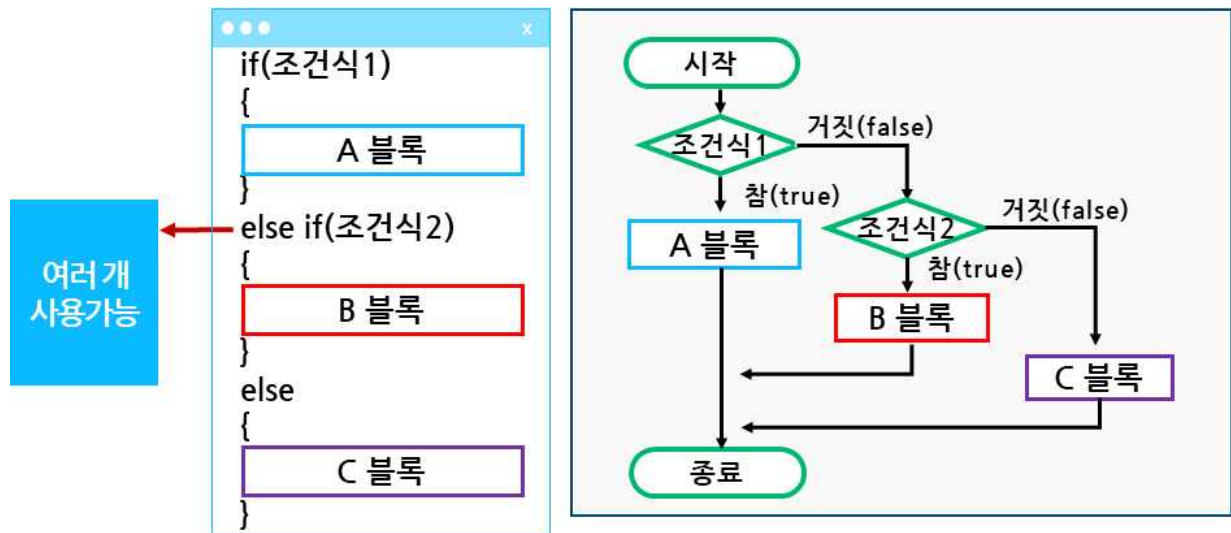 x
if(조건식1)
{
A 블록
}
else if(조건식2)
{
B 블록
}
else
{
C 블록
}
여러 개
사용가능
시작
조건식1
거짓(false)
참(true)
A 블록
조건식2
거짓(false)
참(true)
B 블록
C 블록
종료